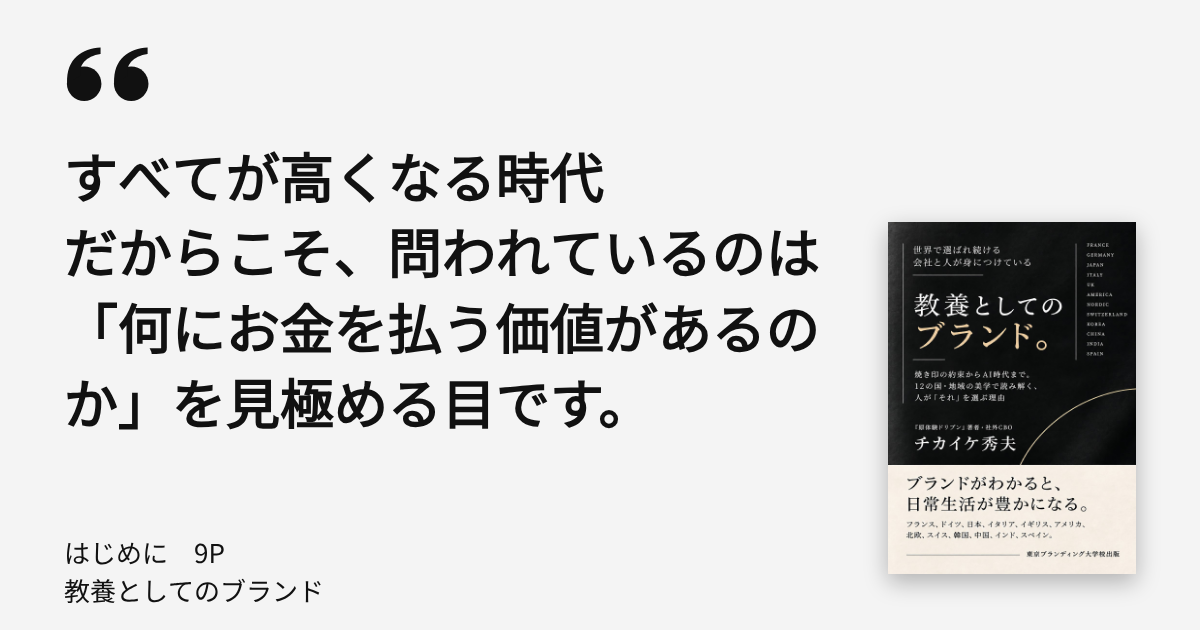 “
すべてが高くなる時代
だからこそ、問われているのは
「何にお金を払う価値があるの
か」を見極める目です。
はじめに　9P
教養としてのブランド
世界で選ばれ続ける
会社と人が身につけている
教養としての
ブランド。
焼き印の約束からAI時代まで。
12の国・地域の美学で読み解く、
人が「それ」を選ぶ理由
『原体験ドリブン』著者・社外CBO
チカイケ秀夫
FRANCE
GERMANY
JAPAN
ITALY
UK
AMERICA
NORDIC
SWITZERLAND
KOREA
CHINA
INDIA
SPAIN
ブランドがわかると、
日常生活が豊かになる。
フランス、ドイツ、日本、イタリア、イギリス、アメリカ、
北欧、スイス、韓国、中国、インド、スペイン。
東京ブランディング大学校出版